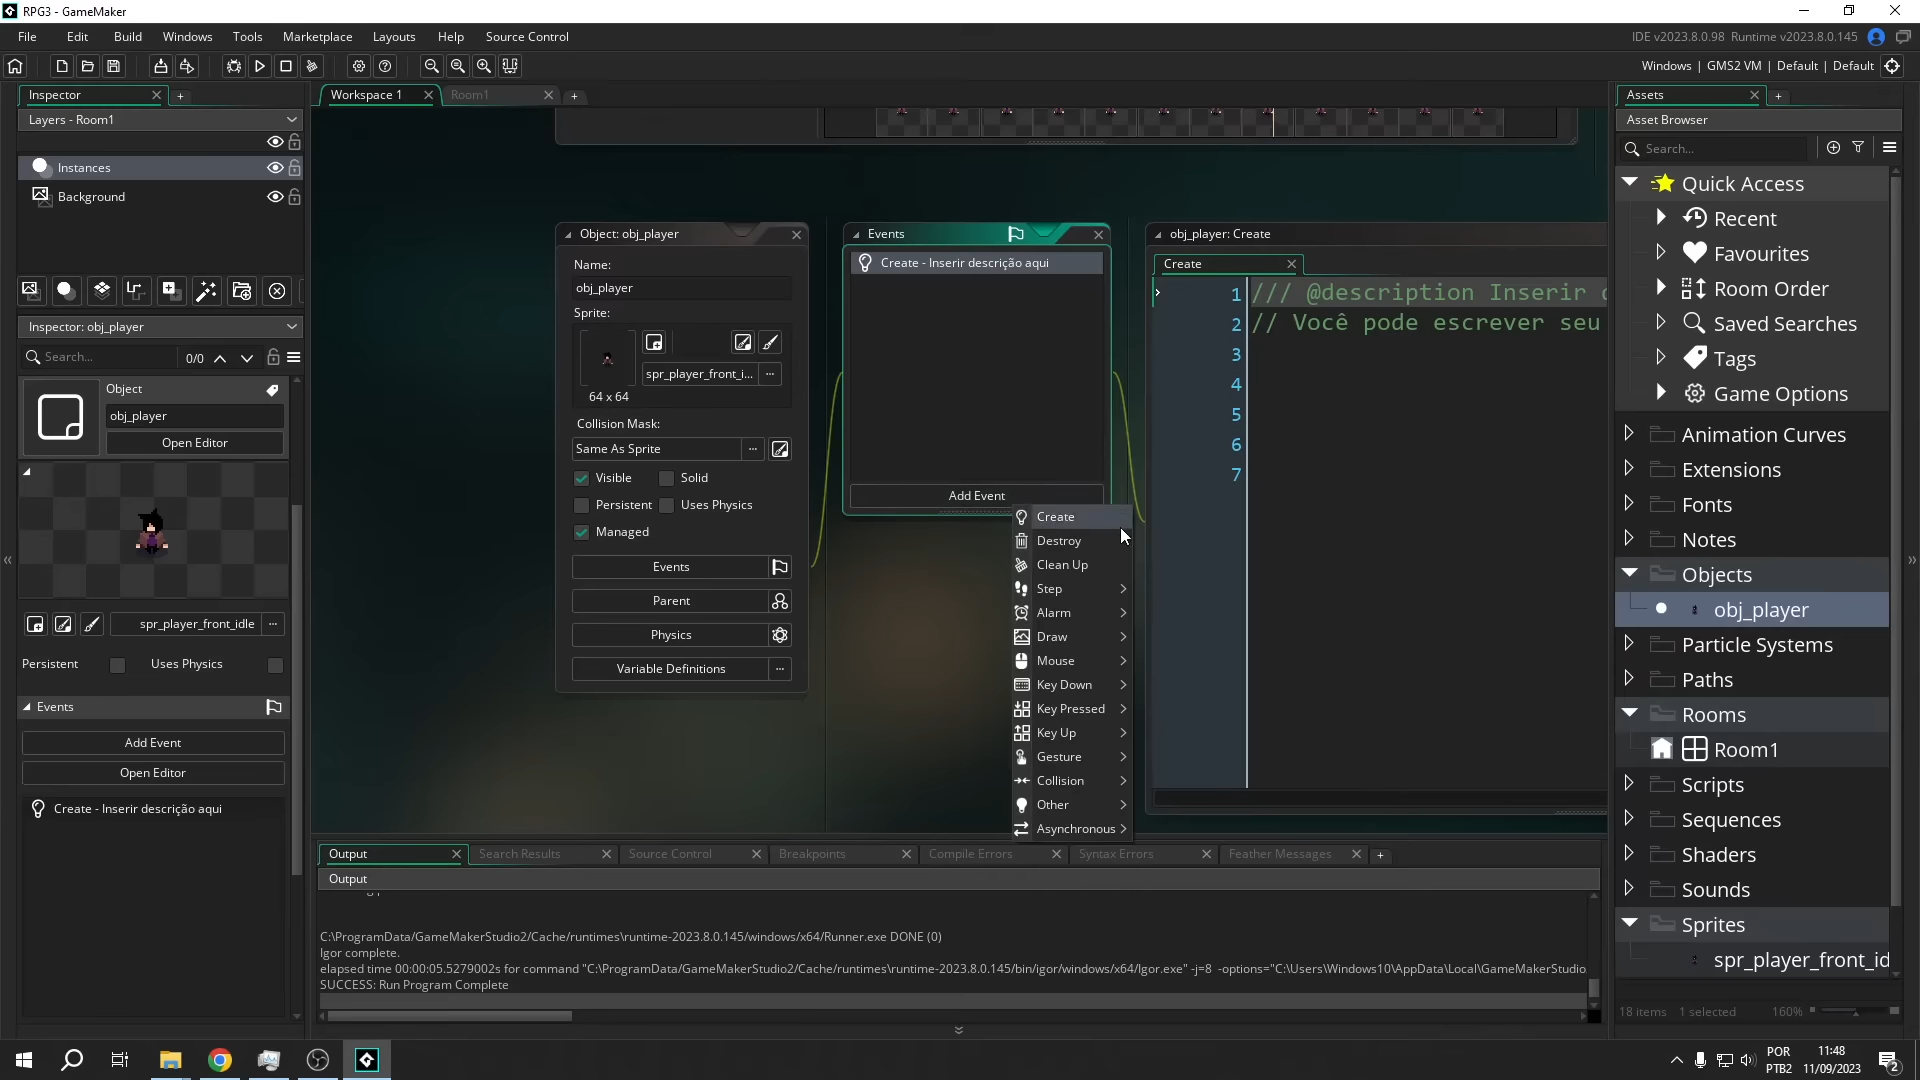 RPG3 - GameMaker
File Edit Build Windows Tools Marketplace Layouts Help Source Control
IDE v2023.8.0.98 Runtime v2023.8.0.145
Windows | GMS2 VM | Default | Default
Inspector
Layers - Room1
Instances
Background
Inspector: obj_player
Search...
0/0
Object
obj_player
Open Editor
spr_player_front_idle
Persistent
Uses Physics
Events
Add Event
Open Editor
Create - Inserir descrição aqui
Workspace 1
Room1
Object: obj_player
Name:
obj_player
Sprite:
spr_player_front_i...
64 x 64
Collision Mask:
Same As Sprite
Visible
Solid
Persistent
Uses Physics
Managed
Events
Parent
Physics
Variable Definitions
Events
Create - Inserir descrição aqui
Add Event
Create
Destroy
Clean Up
Step
Alarm
Draw
Mouse
Key Down
Key Pressed
Key Up
Gesture
Collision
Other
Asynchronous
obj_player: Create
Create
1 /// @description Inserir
2 // Você pode escrever seu
3
4
5
6
7
Output
Search Results
Source Control
Breakpoints
Compile Errors
Syntax Errors
Feather Messages
Output
C:\ProgramData/GameMakerStudio2/Cache/runtimes\runtime-2023.8.0.145/windows/x64/Runner.exe DONE (0)
Igor complete.
elapsed time 00:00:05.5279002s for command "C:\ProgramData/GameMakerStudio2/Cache/runtimes\runtime-2023.8.0.145/bin/igor/windows/x64/Igor.exe" -j=8 -options="C:\Users\Windows10\AppData\Local\GameMakerStudio
SUCCESS: Run Program Complete
Assets
Asset Browser
Search...
Quick Access
Recent
Favourites
Room Order
Saved Searches
Tags
Game Options
Animation Curves
Extensions
Fonts
Notes
Objects
obj_player
Particle Systems
Paths
Rooms
Room1
Scripts
Sequences
Shaders
Sounds
Sprites
spr_player_front_id
18 items 1 selected 160%
POR
PTB2
11:48
11/09/2023
2